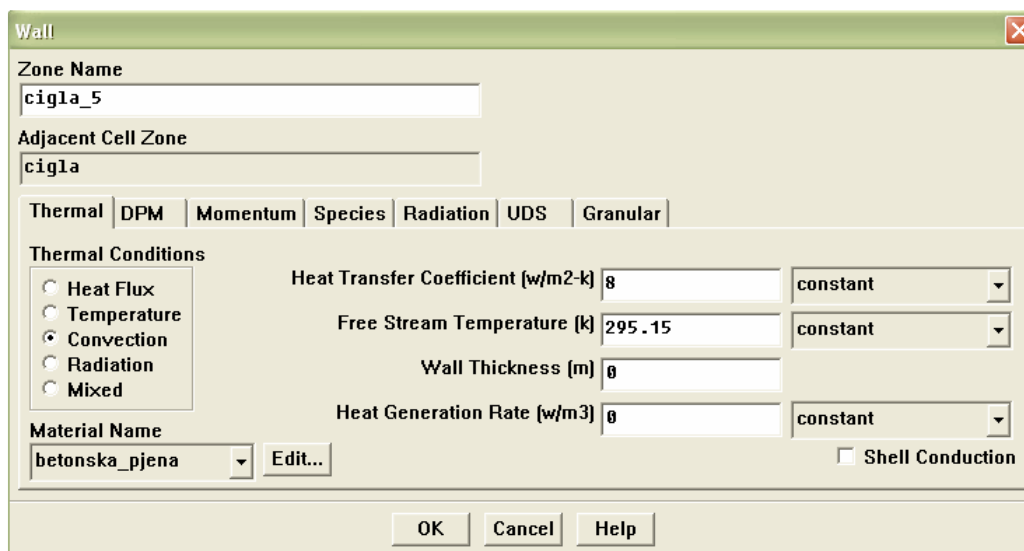 Wall
Zone Name
cigla_5
Adjacent Cell Zone
cigla
Thermal DPM Momentum Species Radiation UDS Granular
Thermal Conditions
Heat Flux
Temperature
Convection
Radiation
Mixed
Heat Transfer Coefficient (w/m2-k) 8 constant
Free Stream Temperature (k) 295.15 constant
Wall Thickness (m) 0
Heat Generation Rate (w/m3) 0 constant
Material Name
betonska_pjena Edit...
Shell Conduction
OK Cancel Help